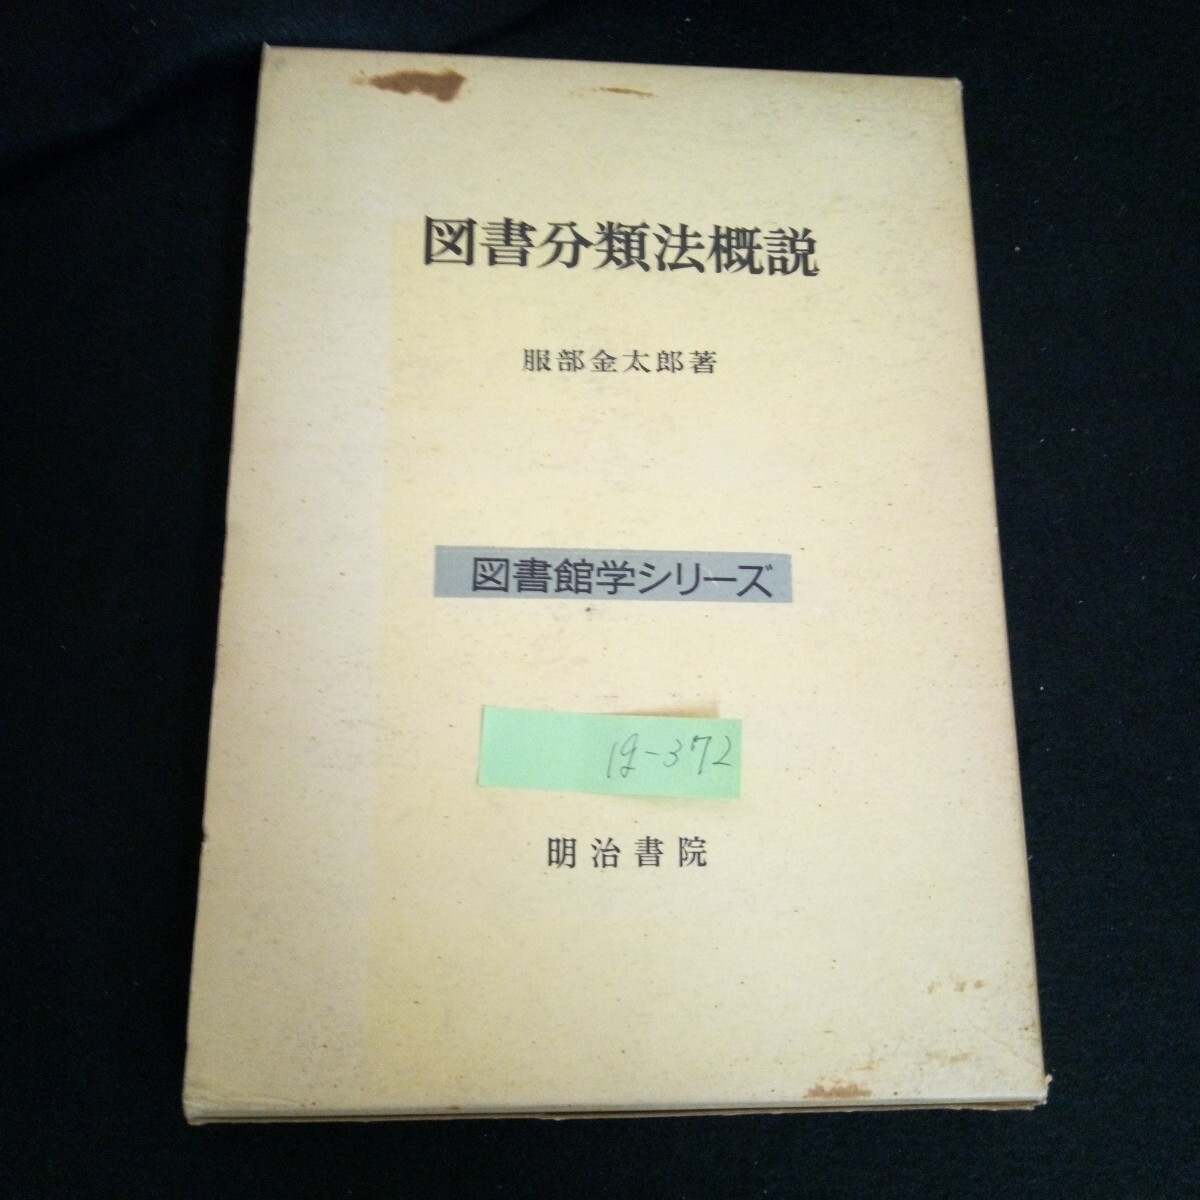 図書分類法概説
服部金太郎著
図書館学シリーズ
19-372
明治書院